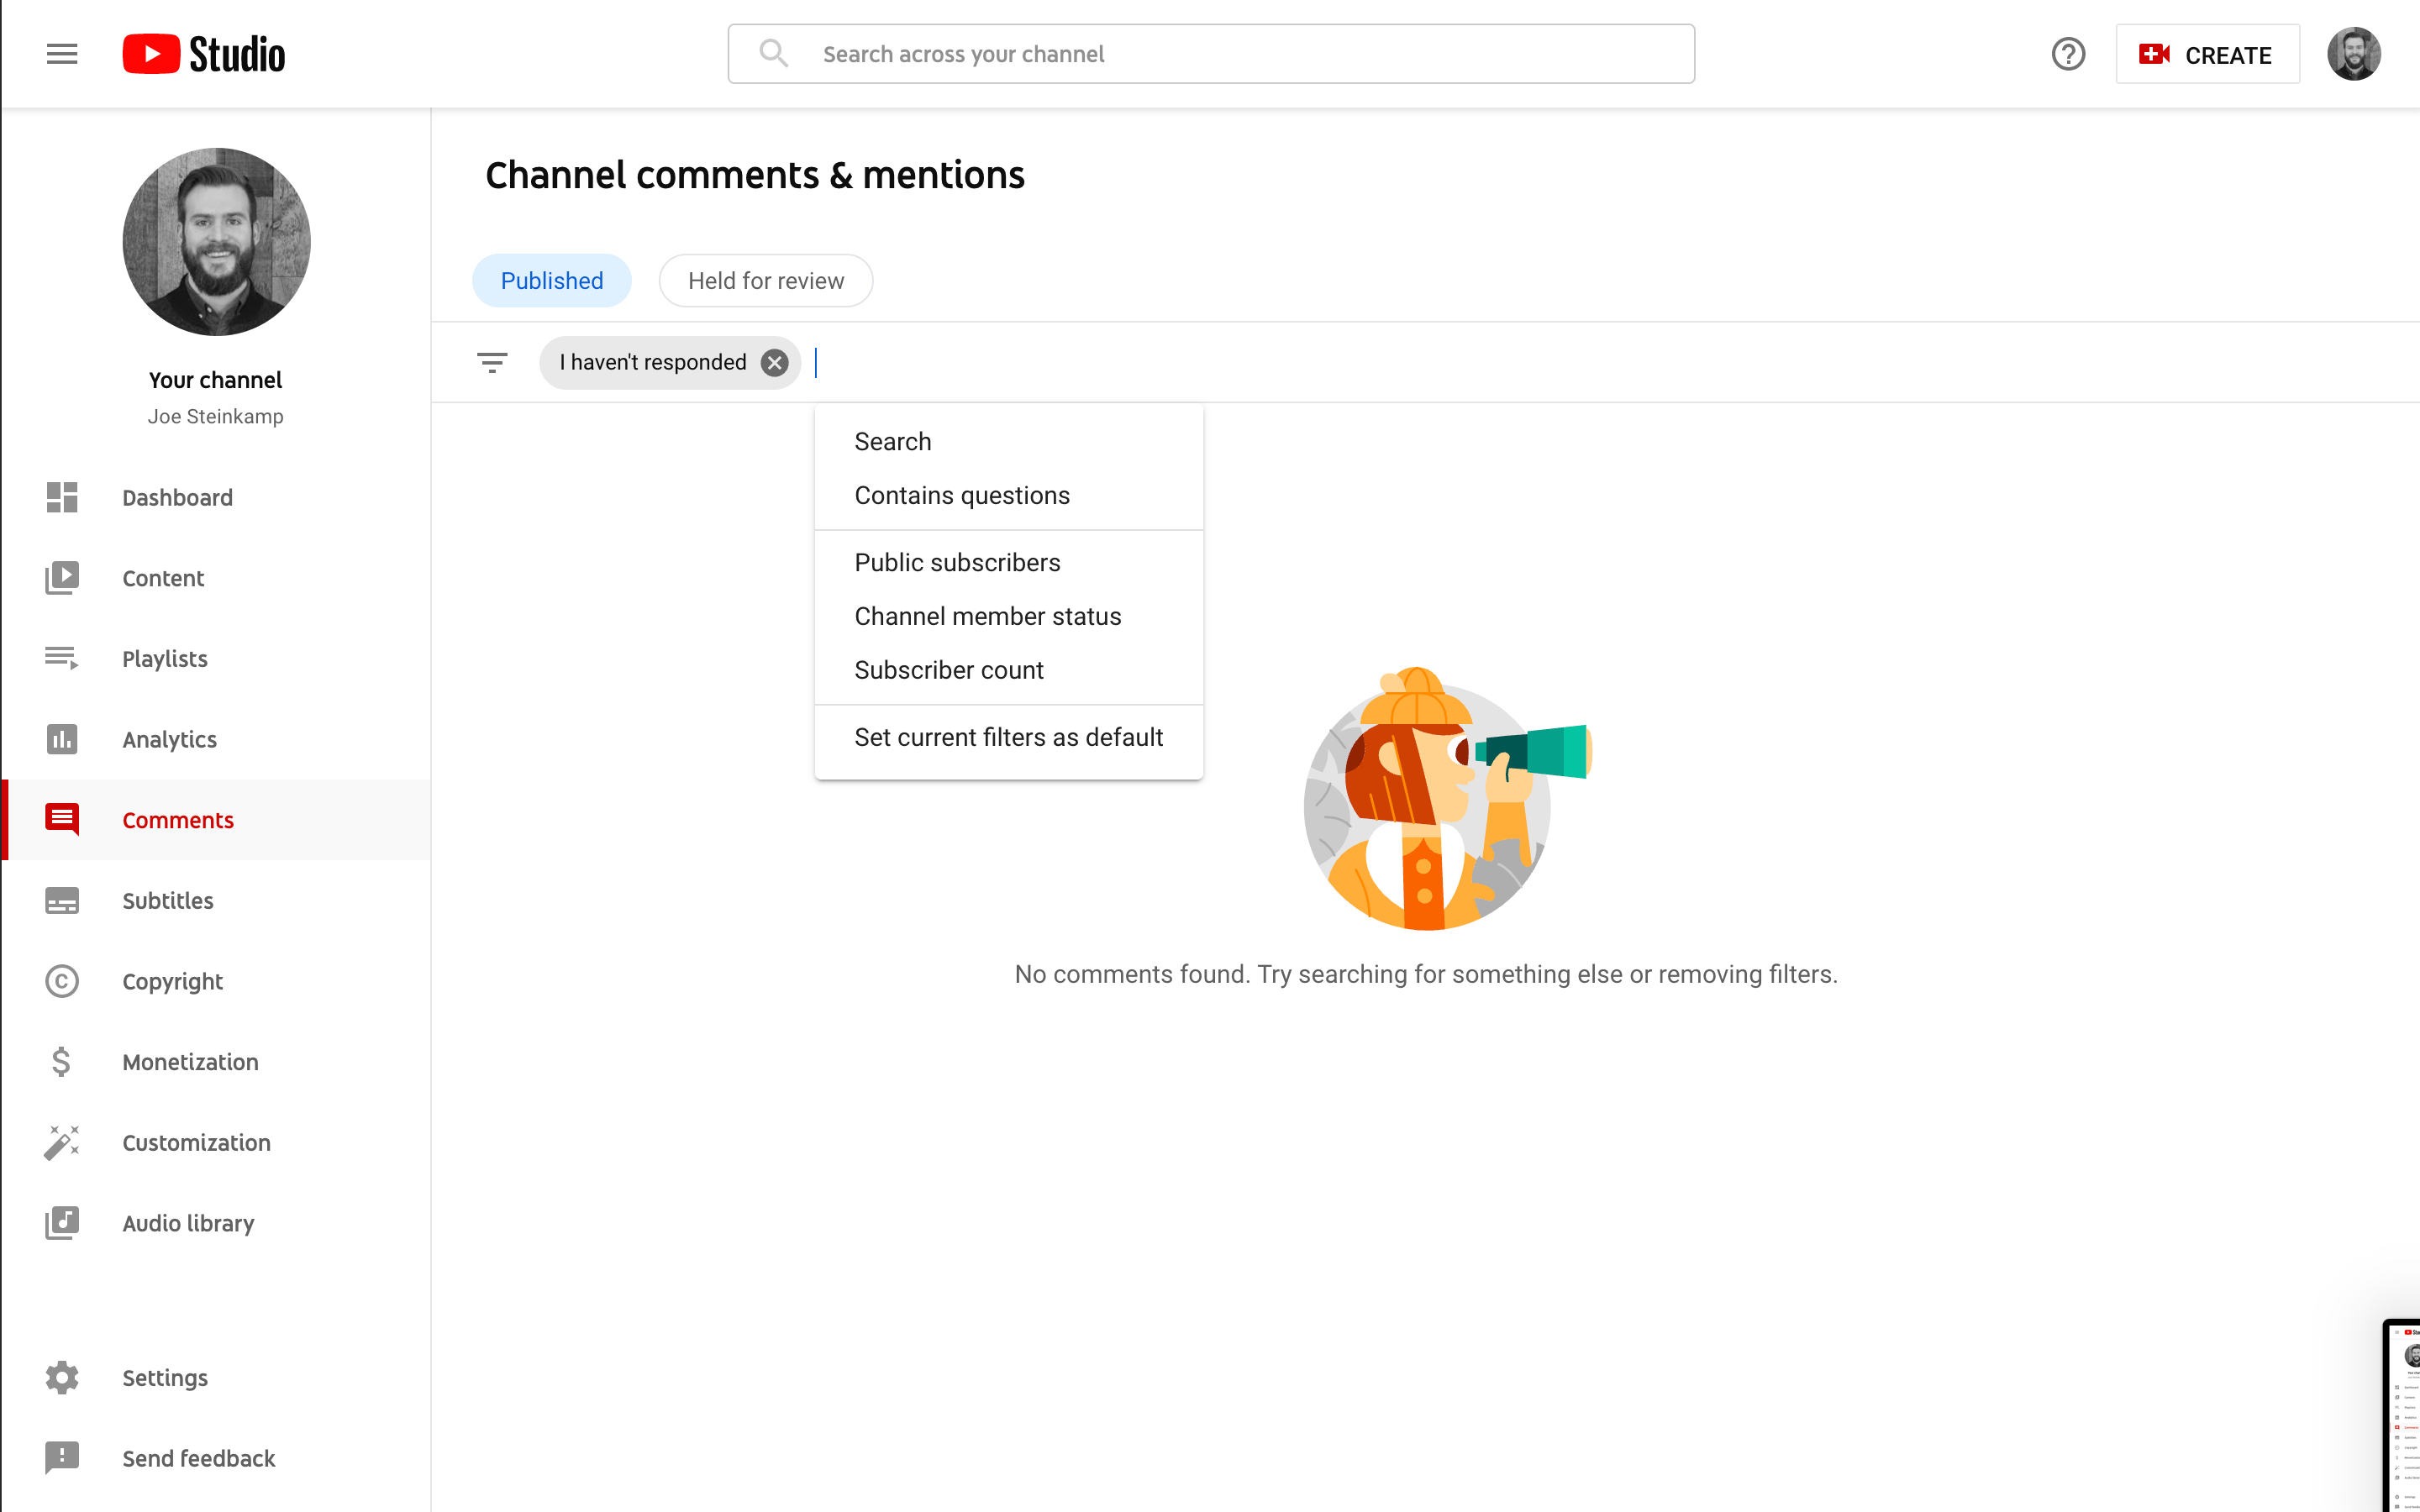 Studio
Search across your channel
CREATE
Your channel
Joe Steinkamp
Dashboard
Content
Playlists
Analytics
Comments
Subtitles
Copyright
Monetization
Customization
Audio library
Settings
Send feedback
Channel comments & mentions
Published
Held for review
I haven't responded
Search
Contains questions
Public subscribers
Channel member status
Subscriber count
Set current filters as default
No comments found. Try searching for something else or removing filters.